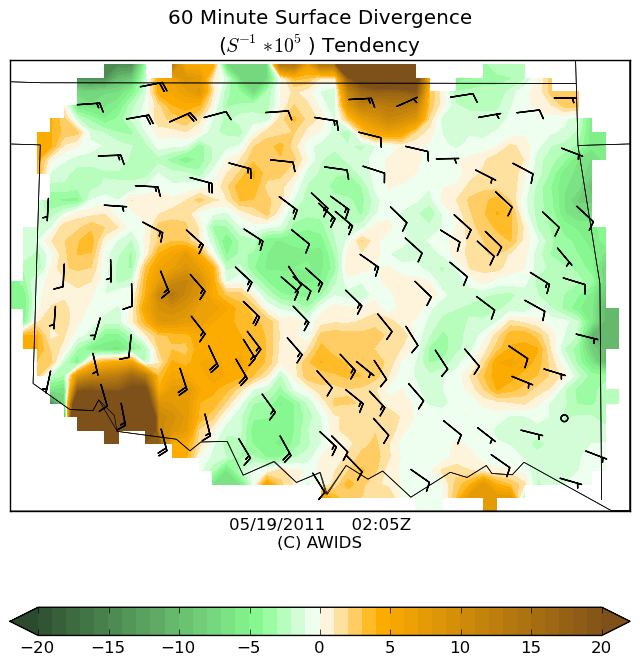 60 Minute Surface Divergence
(S⁻¹ * 10⁵ ) Tendency
05/19/2011 02:05Z
(C) AWIDS
−20 −15 −10 −5 0 5 10 15 20